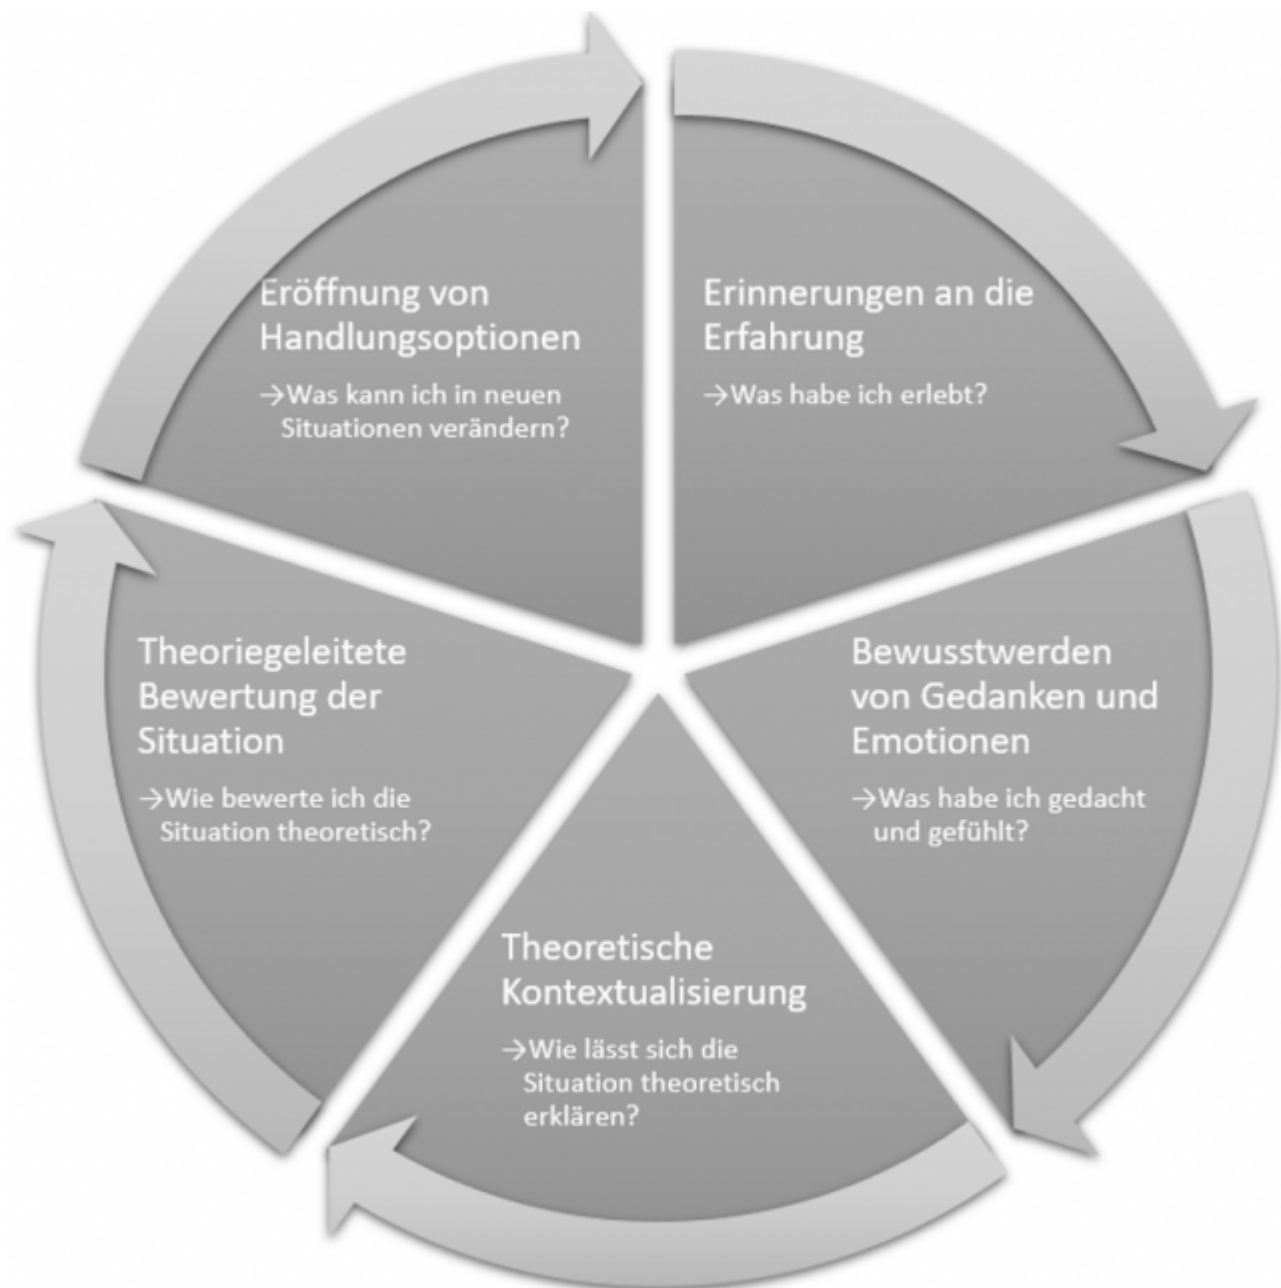 Erinnerungen an die
Erfahrung
→Was habe ich erlebt?
Bewusstwerden
von Gedanken und
Emotionen
→Was habe ich gedacht
und gefühlt?
Theoretische
Kontextualisierung
→Wie lässt sich die
Situation theoretisch
erklären?
Theoriegeleitete
Bewertung der
Situation
→Wie bewerte ich die
Situation theoretisch?
Eröffnung von
Handlungsoptionen
→Was kann ich in neuen
Situationen verändern?